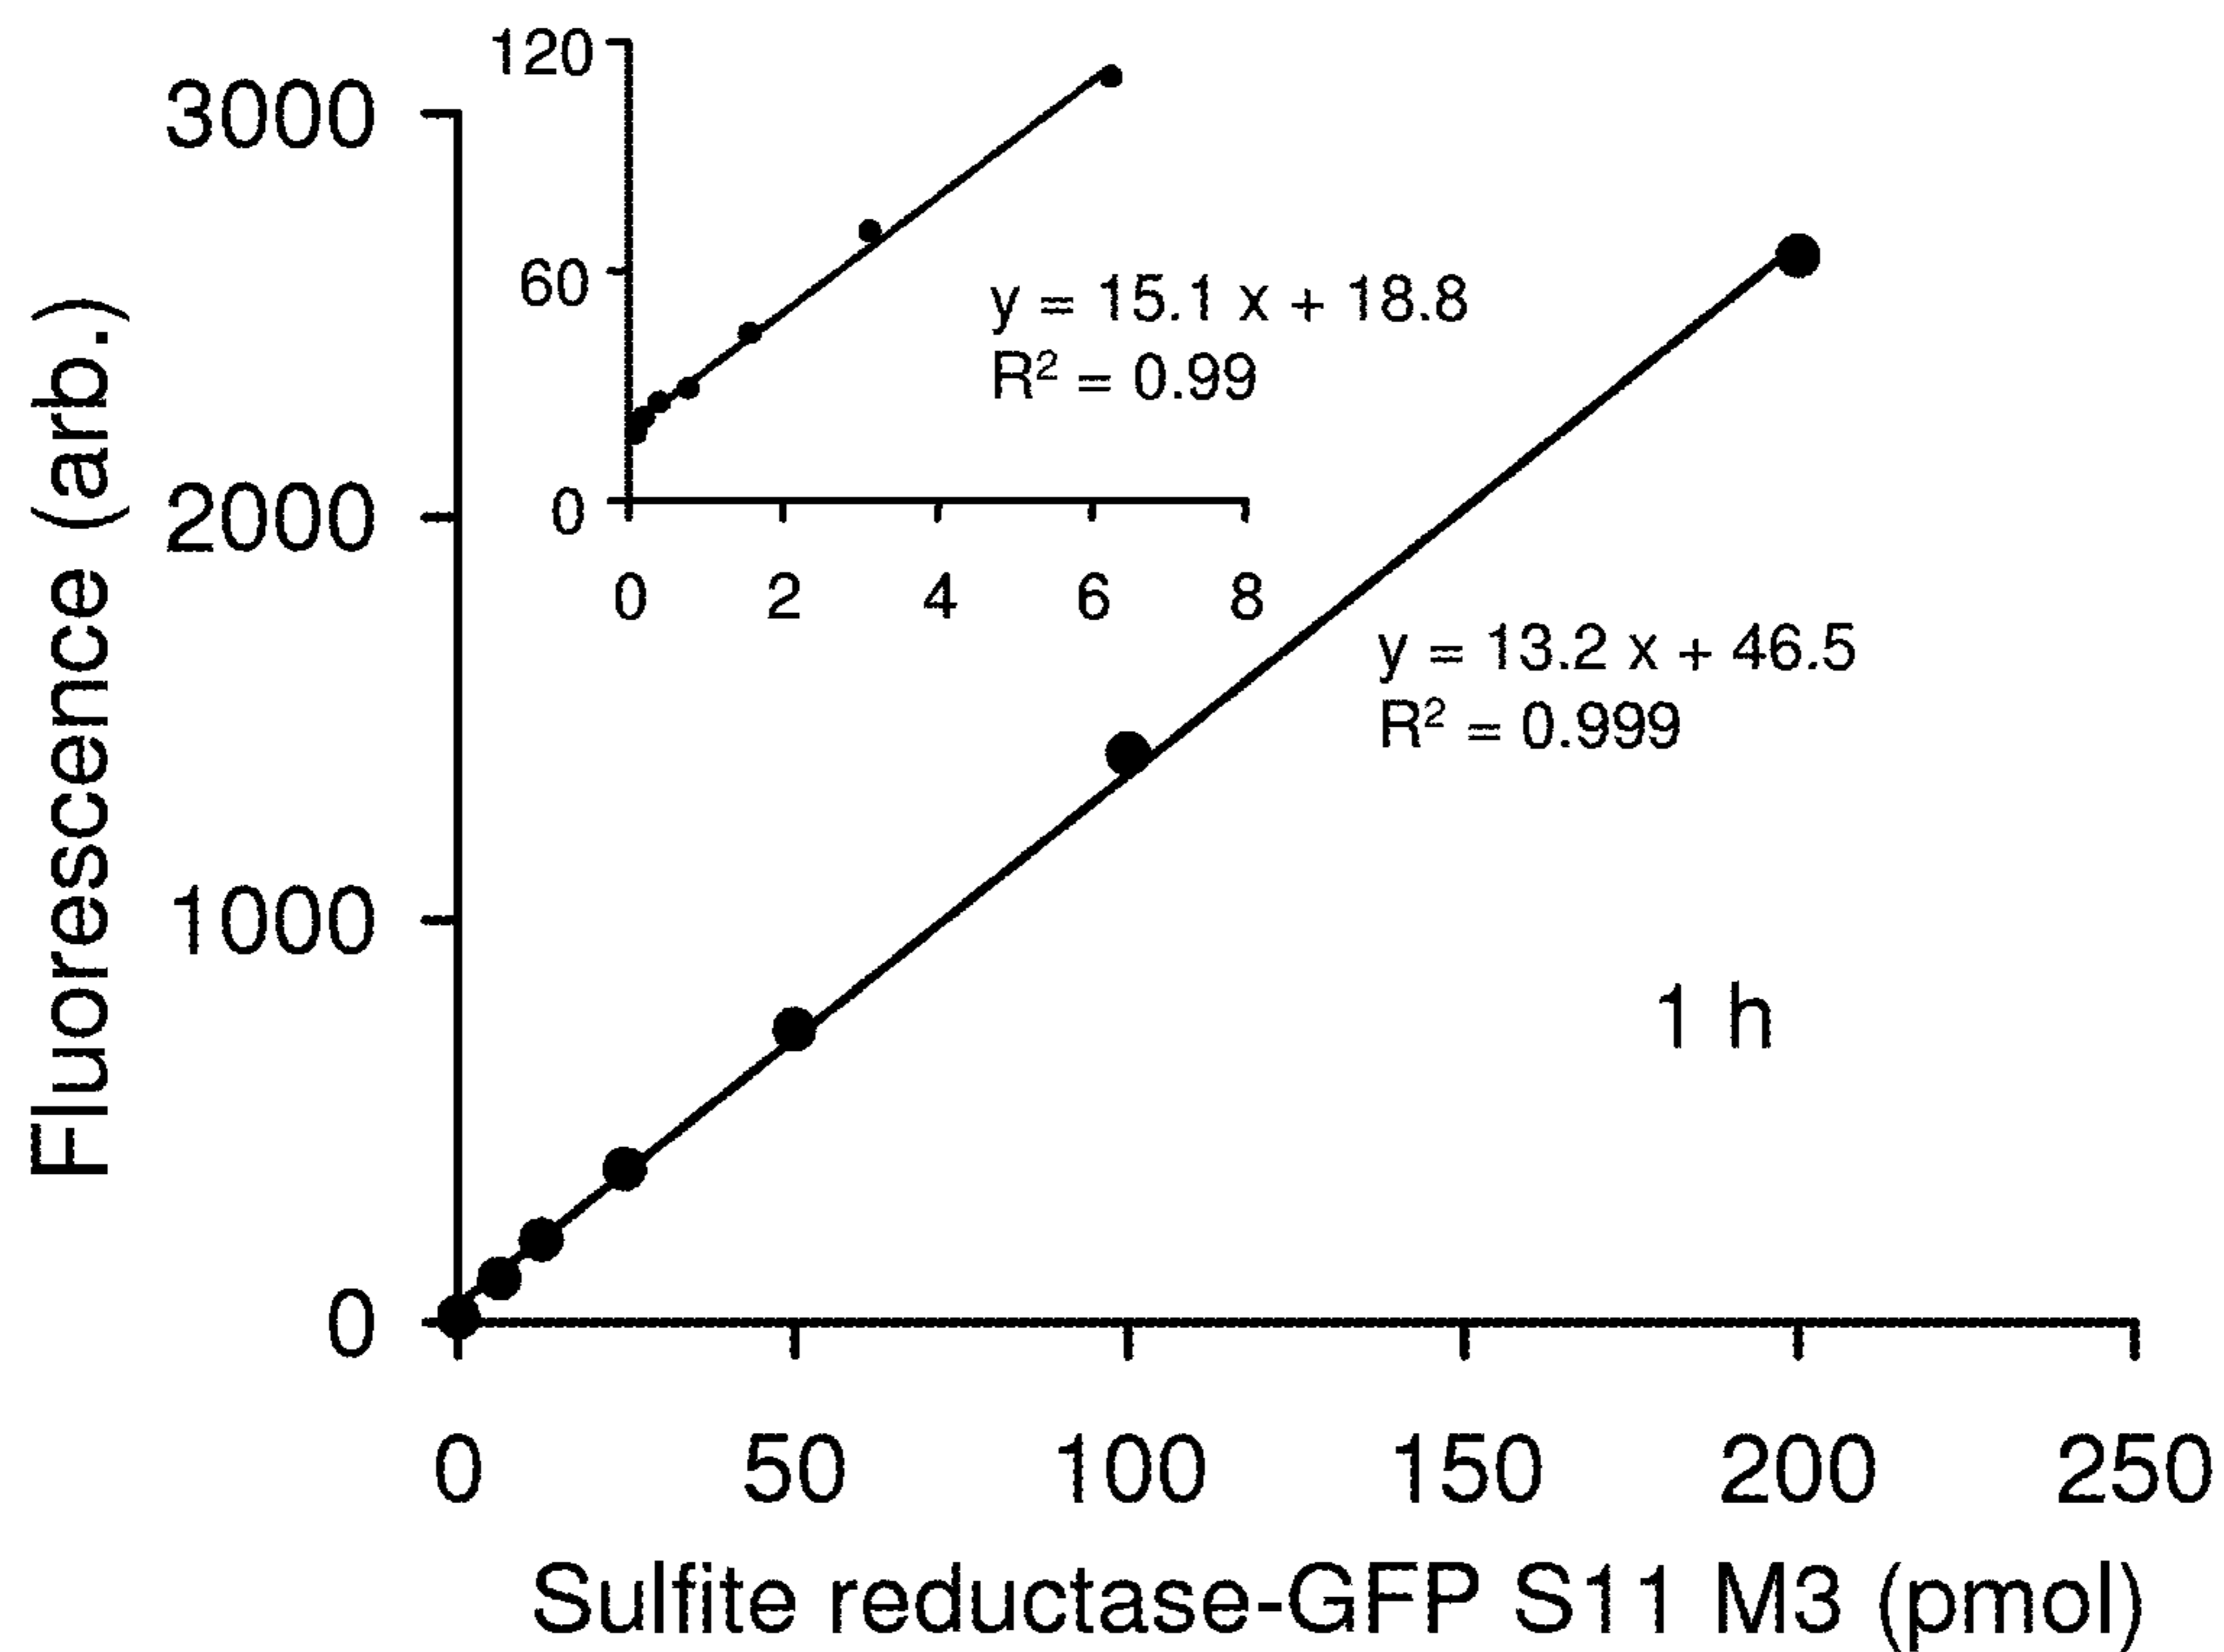 Fluorescence (arb.)
3000
2000
1000
0
120
60
0
0 2 4 6 8
y = 15.1 x + 18.8
R² = 0.99
y = 13.2 x + 46.5
R² = 0.999
1 h
0 50 100 150 200 250
Sulfite reductase-GFP S11 M3 (pmol)